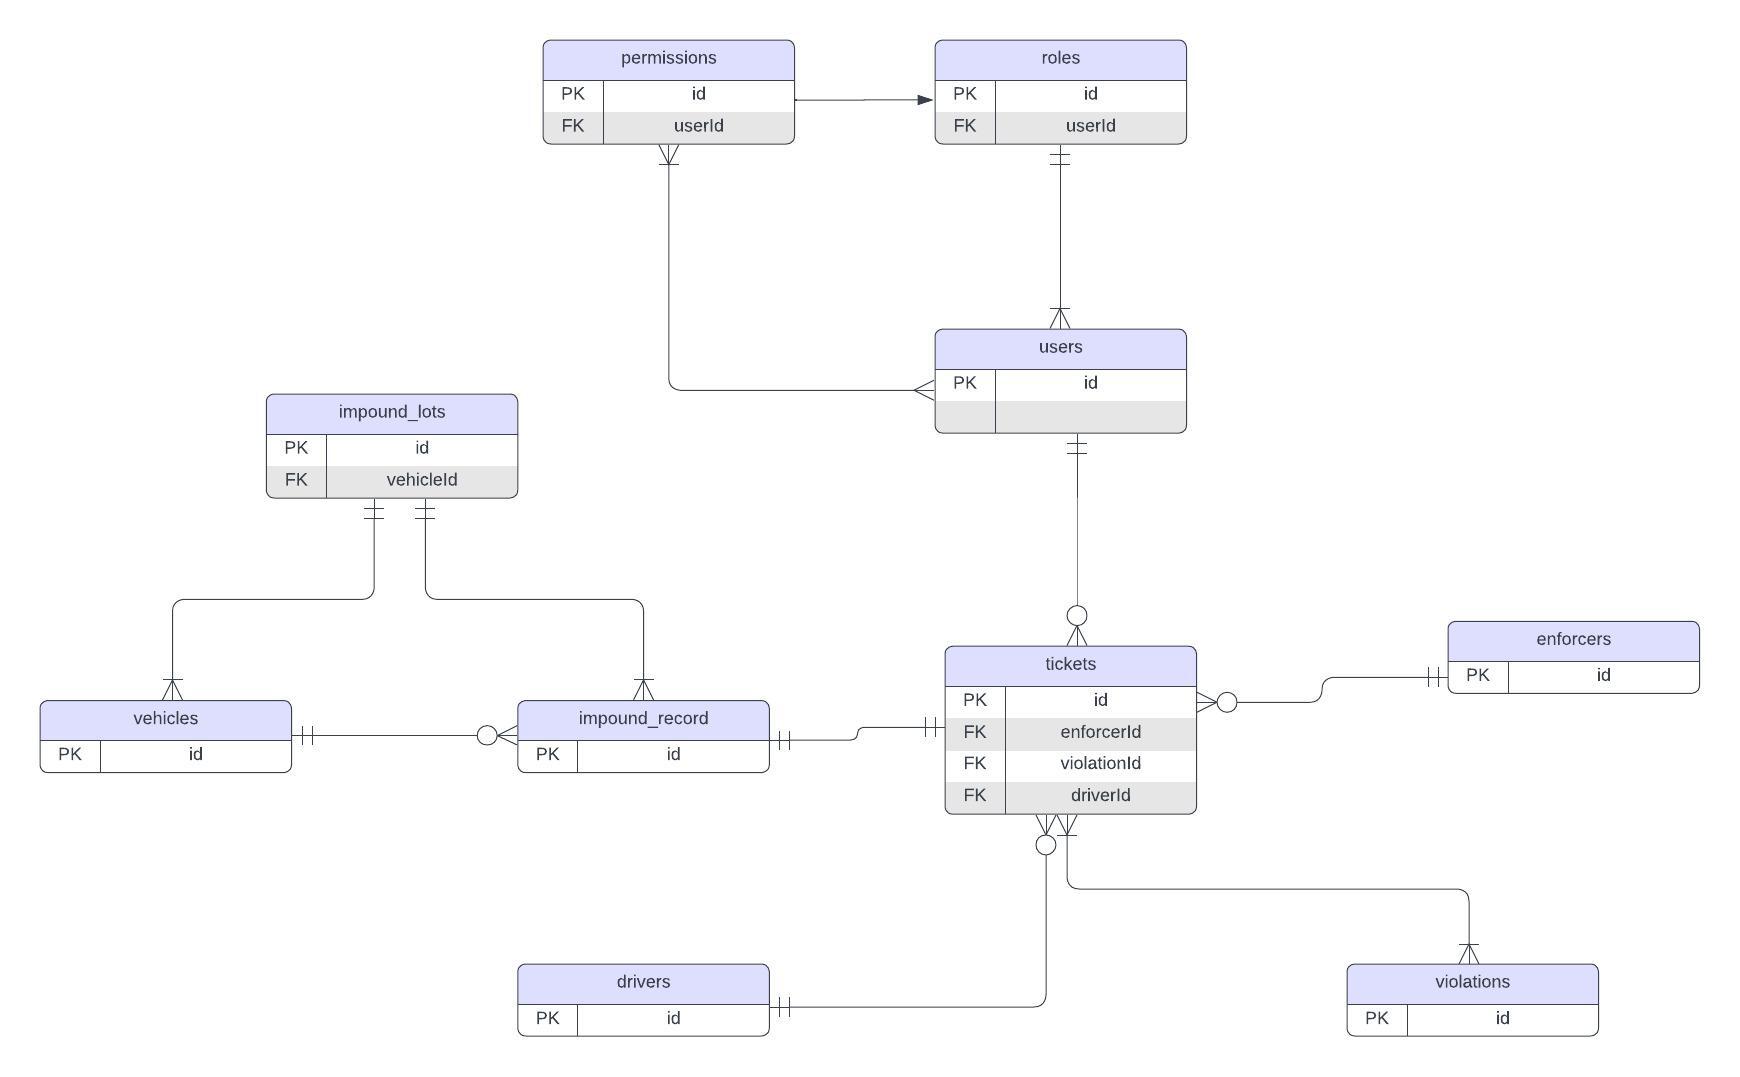 permissions
PK id
FK userId
roles
PK id
FK userId
users
PK id
impound_lots
PK id
FK vehicleId
enforcers
PK id
tickets
PK id
FK enforcerId
FK violationId
FK driverId
vehicles
PK id
impound_record
PK id
drivers
PK id
violations
PK id